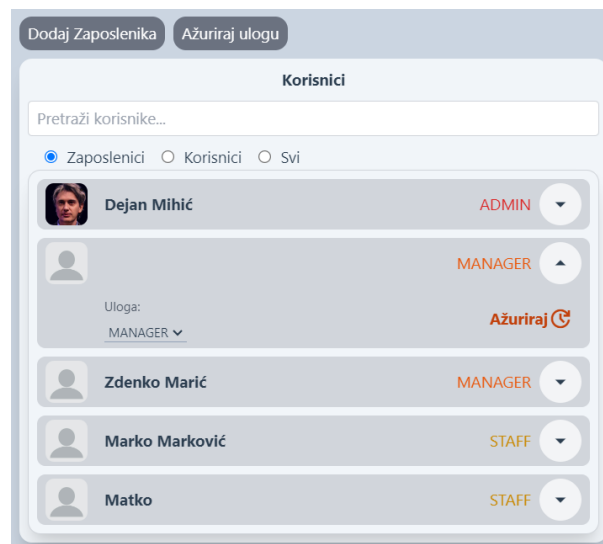 Dodaj Zaposlenika Ažuriraj ulogu
Korisnici
Pretraži korisnike...
Zaposlenici Korisnici Svi
Dejan Mihić ADMIN
MANAGER
Uloga:
MANAGER
Ažuriraj
Zdenko Marić MANAGER
Marko Marković STAFF
Matko STAFF